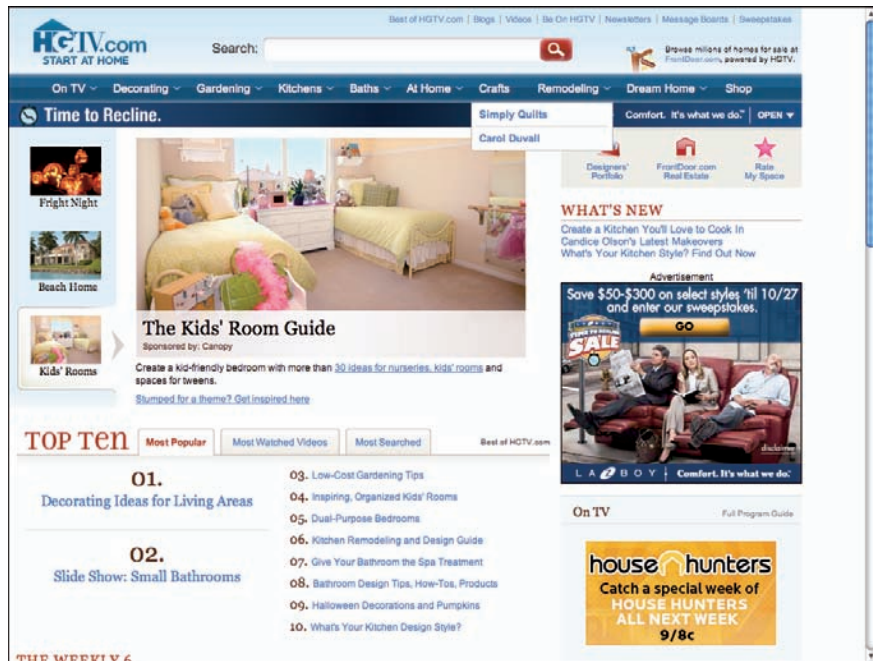 Best of HGTV.com | Blogs | Videos | Be On HGTV | Newsletters | Message Boards | Sweepstakes
HGTV.com
START AT HOME
Search:
Browse millions of homes for sale at
FrontDoor.com, powered by HGTV.
On TV Decorating Gardening Kitchens Baths At Home Crafts Remodeling Dream Home Shop
Time to Recline.
Comfort. It's what we do.™ | OPEN
Simply Quilts
Carol Duvall
Designers' Portfolio
FrontDoor.com Real Estate
Rate My Space
Fright Night
Beach Home
Kids' Rooms
The Kids' Room Guide
Sponsored by: Canopy
Create a kid-friendly bedroom with more than 30 ideas for nurseries, kids' rooms and
spaces for tweens.
Stumped for a theme? Get inspired here
WHAT'S NEW
Create a Kitchen You'll Love to Cook In
Candice Olson's Latest Makeovers
What's Your Kitchen Style? Find Out Now
Advertisement
Save $50-$300 on select styles 'til 10/27
and enter our sweepstakes.
GO
TIME TO RECLINE
SALE
disclaimer
LA Z BOY | Comfort. It's what we do.™
TOP TEN
Most Popular
Most Watched Videos
Most Searched
Best of HGTV.com
01.
Decorating Ideas for Living Areas
02.
Slide Show: Small Bathrooms
03. Low-Cost Gardening Tips
04. Inspiring, Organized Kids' Rooms
05. Dual-Purpose Bedrooms
06. Kitchen Remodeling and Design Guide
07. Give Your Bathroom the Spa Treatment
08. Bathroom Design Tips, How-Tos, Products
09. Halloween Decorations and Pumpkins
10. What's Your Kitchen Design Style?
On TV
Full Program Guide
house hunters
Catch a special week of
HOUSE HUNTERS
ALL NEXT WEEK
9/8c
THE WEEKLY 6